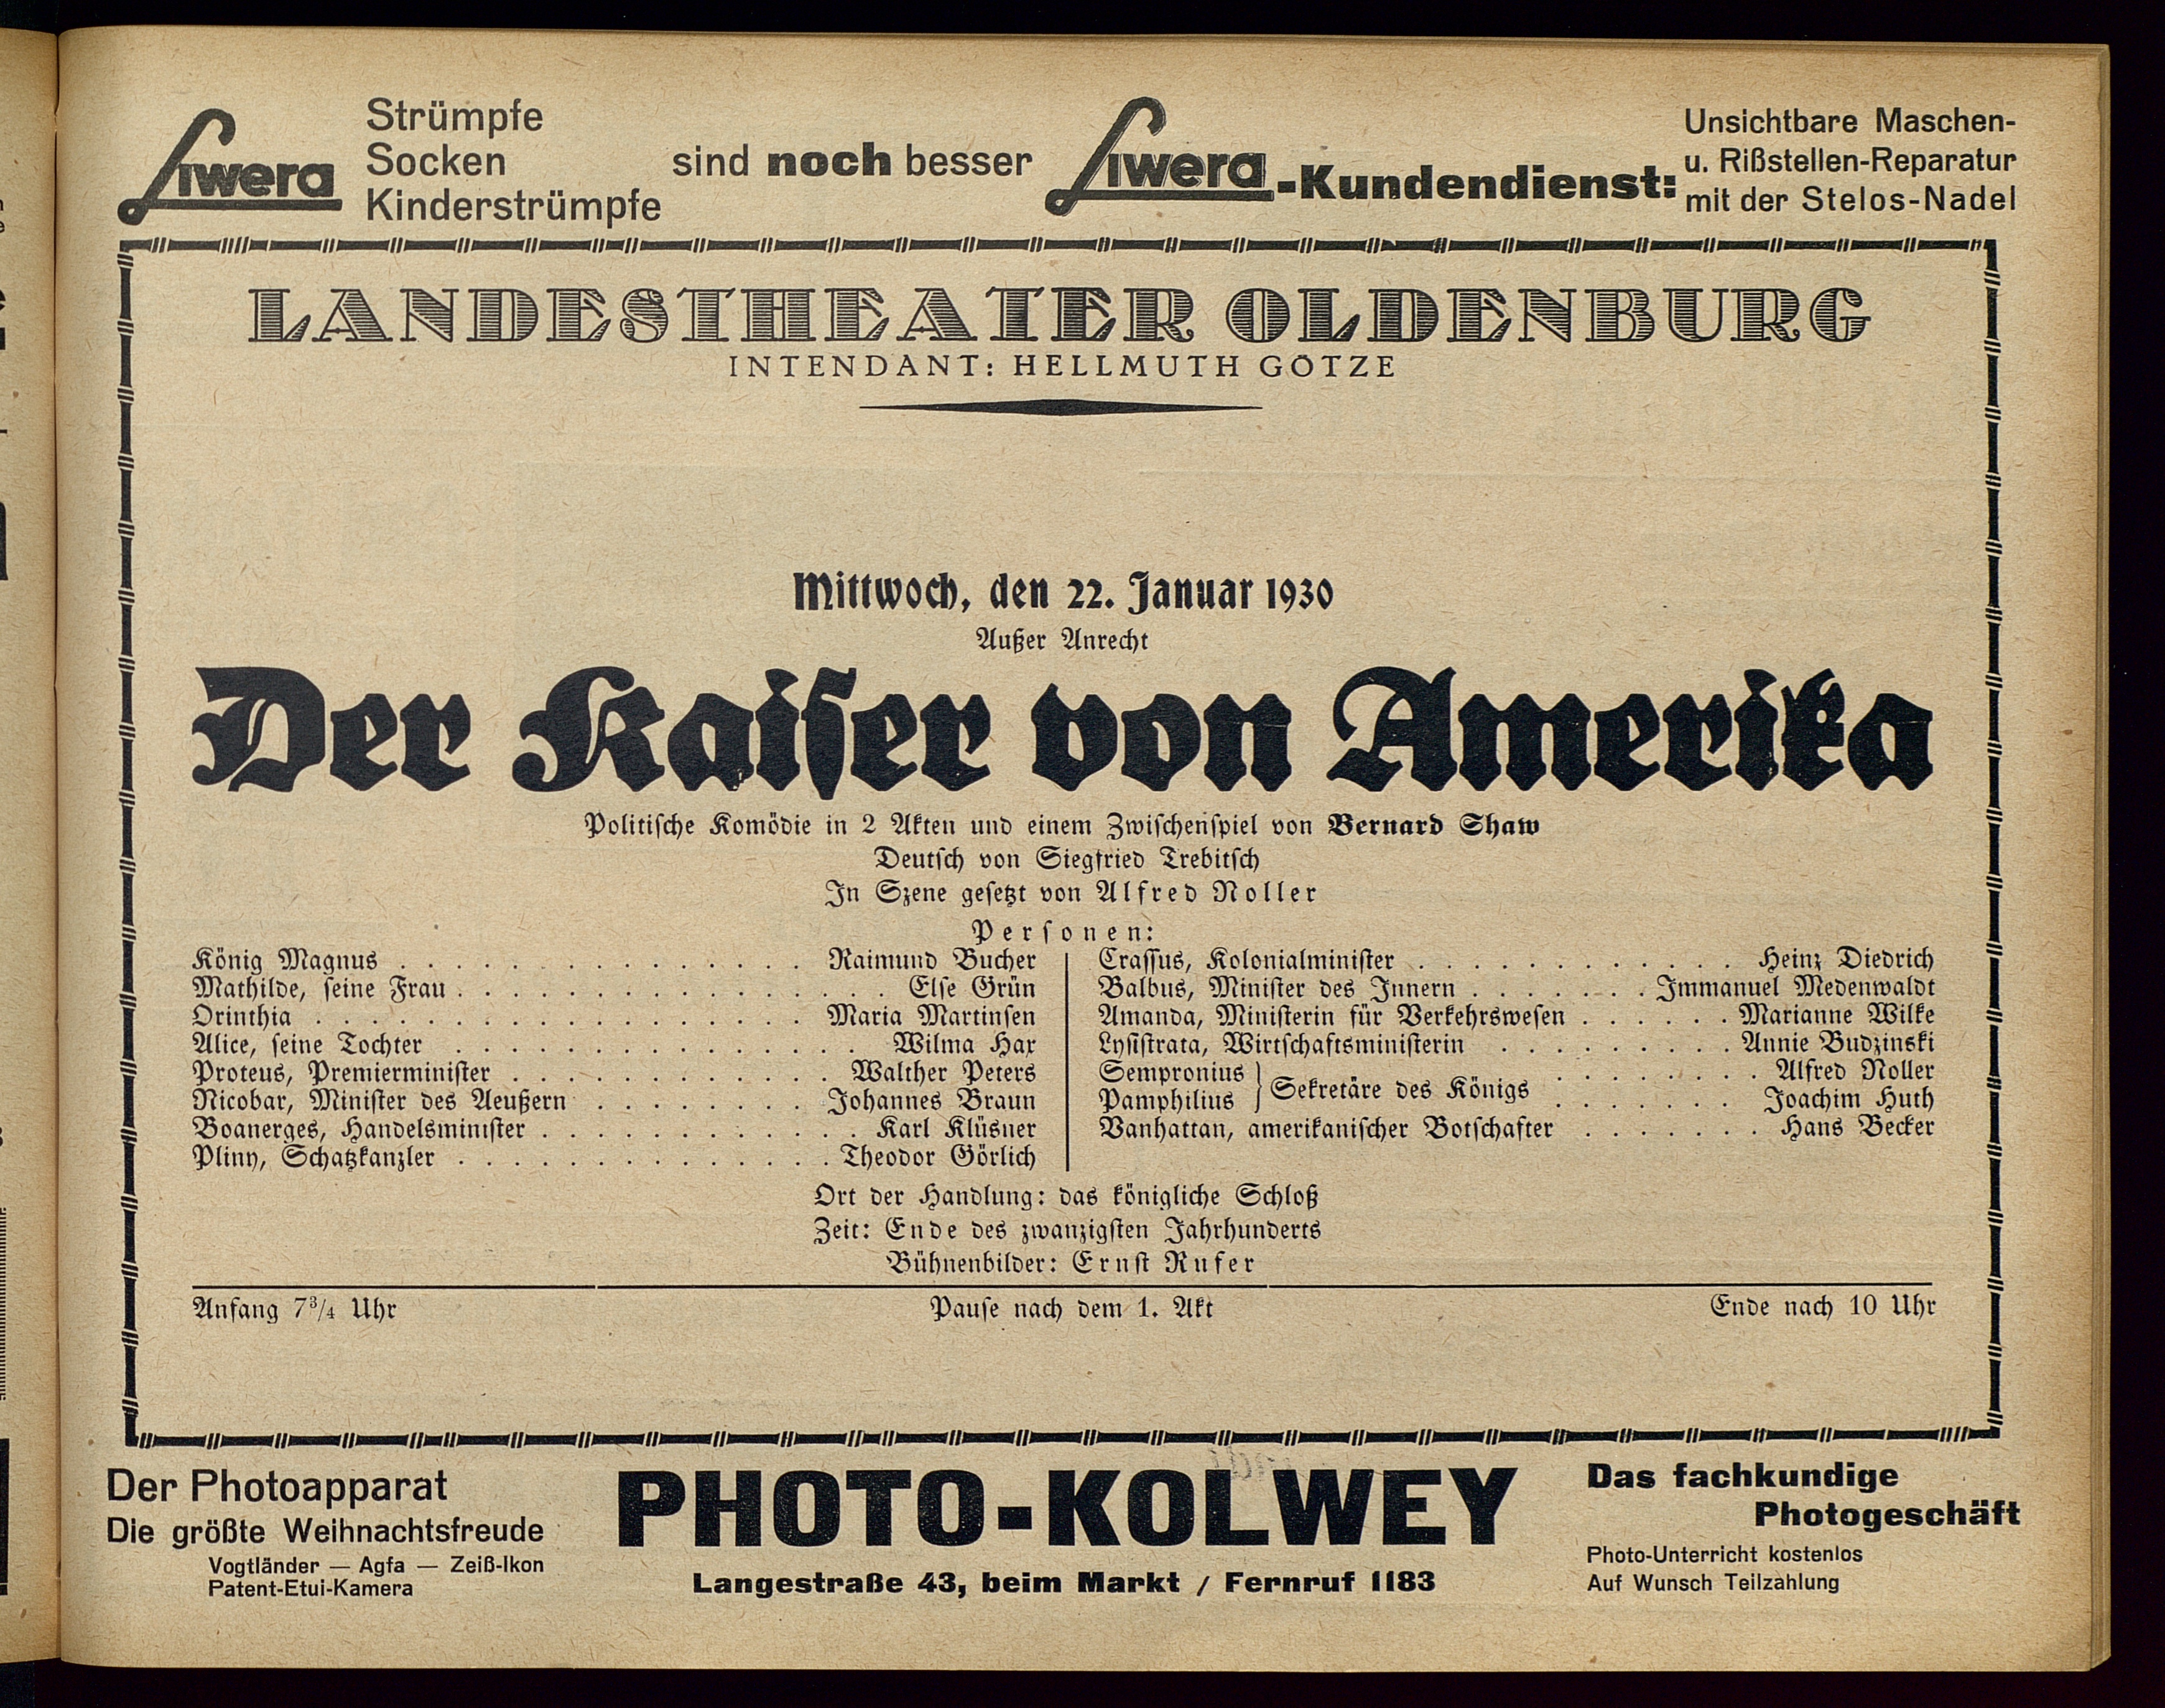 Liwera
Strümpfe
Socken
Kinderstrümpfe
sind noch besser
Liwera-Kundendienst:
Unsichtbare Maschen-
u. Rißstellen-Reparatur
mit der Stelos-Nadel
LANDESTHEATER OLDENBURG
INTENDANT: HELLMUTH GÖTZE
Mittwoch, den 22. Januar 1930
Außer Anrecht
Der Kaiser von Amerika
Politische Komödie in 2 Akten und einem Zwischenspiel von Bernard Shaw
Deutsch von Siegfried Trebitsch
In Szene gesetzt von Alfred Noller
Personen:
König Magnus . . . . . Raimund Bucher
Mathilde, seine Frau . . . . . Else Grün
Orinthia . . . . . Maria Martinsen
Alice, seine Tochter . . . . . Wilma Hax
Proteus, Premierminister . . . . . Walther Peters
Nicobar, Minister des Aeußern . . . . . Johannes Braun
Boanerges, Handelsminister . . . . . Karl Klüsner
Pliny, Schatzkanzler . . . . . Theodor Görlich
Crassus, Kolonialminister . . . . . Heinz Diedrich
Balbus, Minister des Innern . . . . . Immanuel Medenwaldt
Amanda, Ministerin für Verkehrswesen . . . . . Marianne Wilke
Lysistrata, Wirtschaftsministerin . . . . . Annie Budzinski
Sempronius } . . . . . Alfred Noller
Sekretäre des Königs
Pamphilius } . . . . . Joachim Huth
Vanhattan, amerikanischer Botschafter . . . . . Hans Becker
Ort der Handlung: das königliche Schloß
Zeit: Ende des zwanzigsten Jahrhunderts
Bühnenbilder: Ernst Rufer
Anfang 7¾ Uhr
Pause nach dem 1. Akt
Ende nach 10 Uhr
Der Photoapparat
Die größte Weihnachtsfreude
Vogtländer — Agfa — Zeiß-Ikon
Patent-Etui-Kamera
PHOTO-KOLWEY
Langestraße 43, beim Markt / Fernruf 1183
Das fachkundige
Photogeschäft
Photo-Unterricht kostenlos
Auf Wunsch Teilzahlung